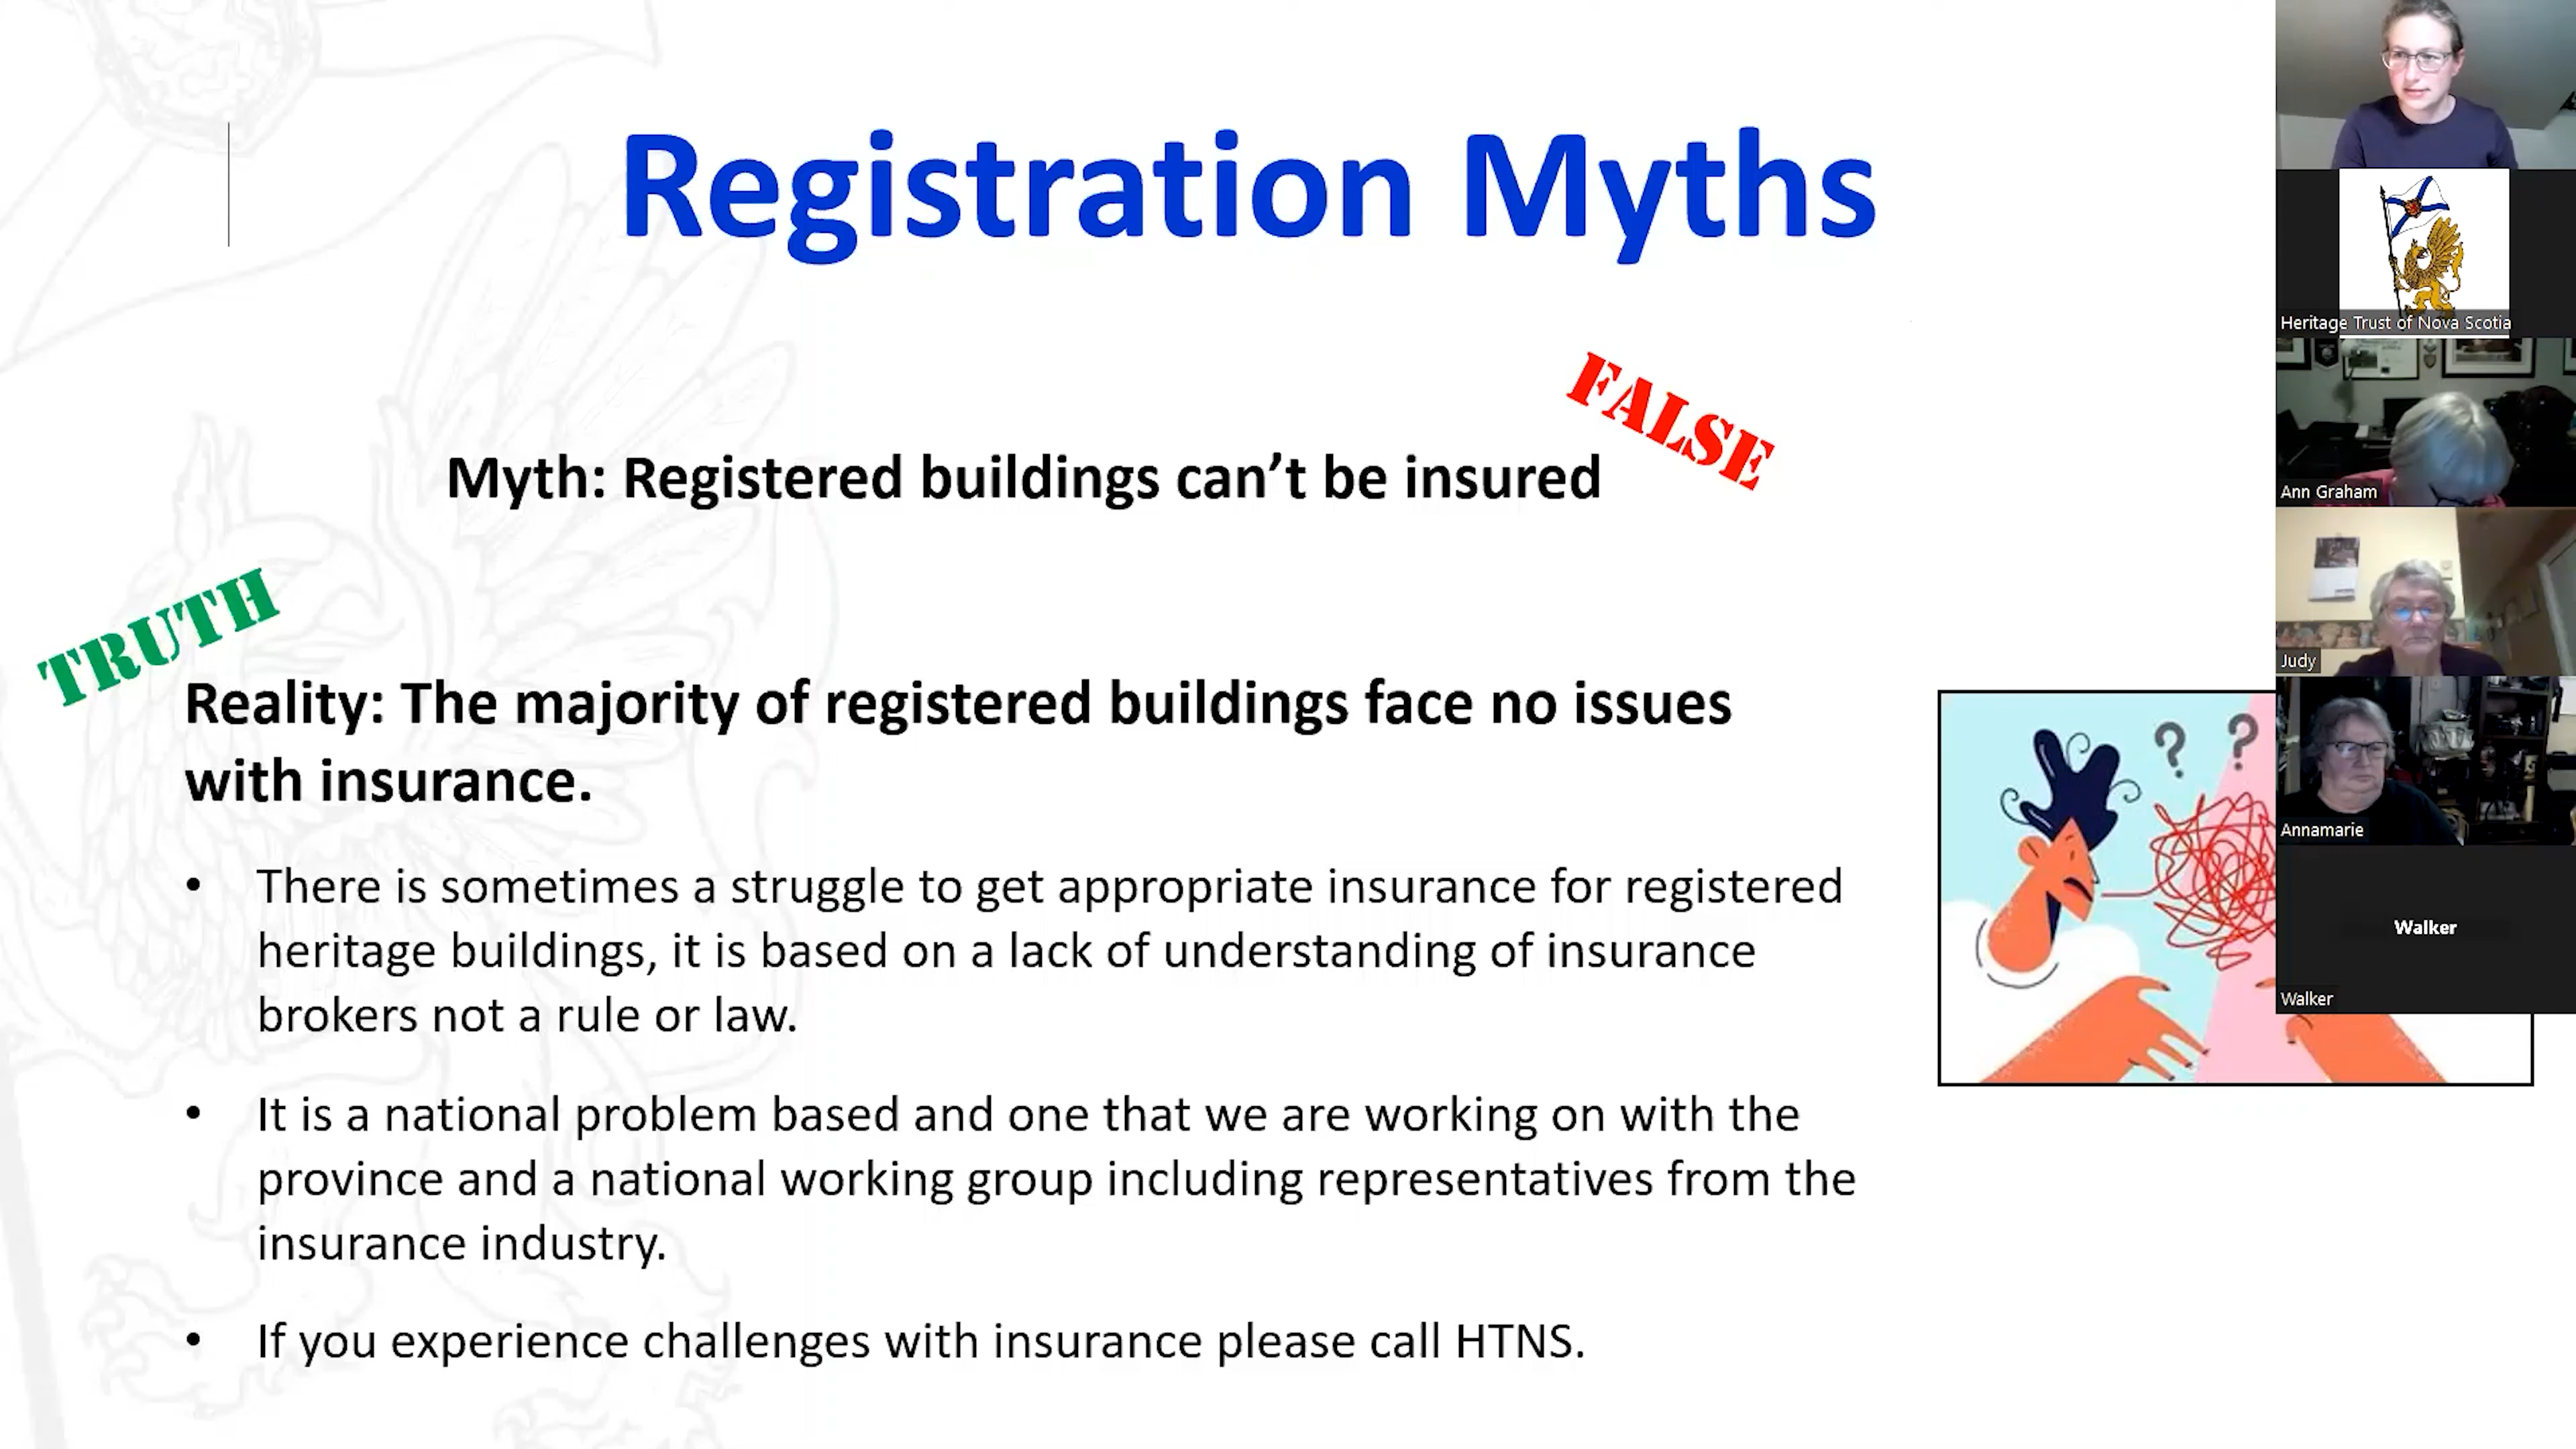 Registration Myths
FALSE
Myth: Registered buildings can’t be insured
TRUTH
Reality: The majority of registered buildings face no issues
with insurance.
• There is sometimes a struggle to get appropriate insurance for registered
heritage buildings, it is based on a lack of understanding of insurance
brokers not a rule or law.
• It is a national problem based and one that we are working on with the
province and a national working group including representatives from the
insurance industry.
• If you experience challenges with insurance please call HTNS.
? ?
Heritage Trust of Nova Scotia
Ann Graham
Judy
Annamarie
Walker
Walker